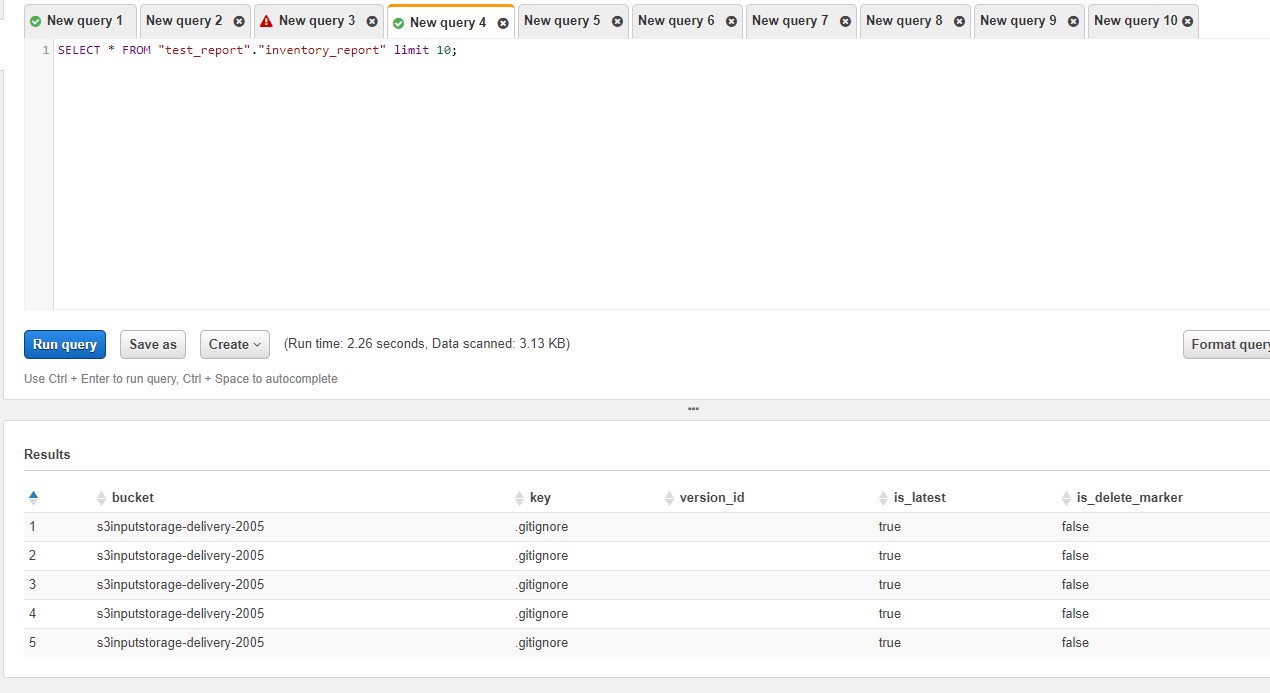 New query 1 New query 2 New query 3 New query 4 New query 5 New query 6 New query 7 New query 8 New query 9 New query 10
1 SELECT * FROM "test_report"."inventory_report" limit 10;
Run query Save as Create (Run time: 2.26 seconds, Data scanned: 3.13 KB) Format query
Use Ctrl + Enter to run query, Ctrl + Space to autocomplete
Results
bucket key version_id is_latest is_delete_marker
1 s3inputstorage-delivery-2005 .gitignore true false
2 s3inputstorage-delivery-2005 .gitignore true false
3 s3inputstorage-delivery-2005 .gitignore true false
4 s3inputstorage-delivery-2005 .gitignore true false
5 s3inputstorage-delivery-2005 .gitignore true false